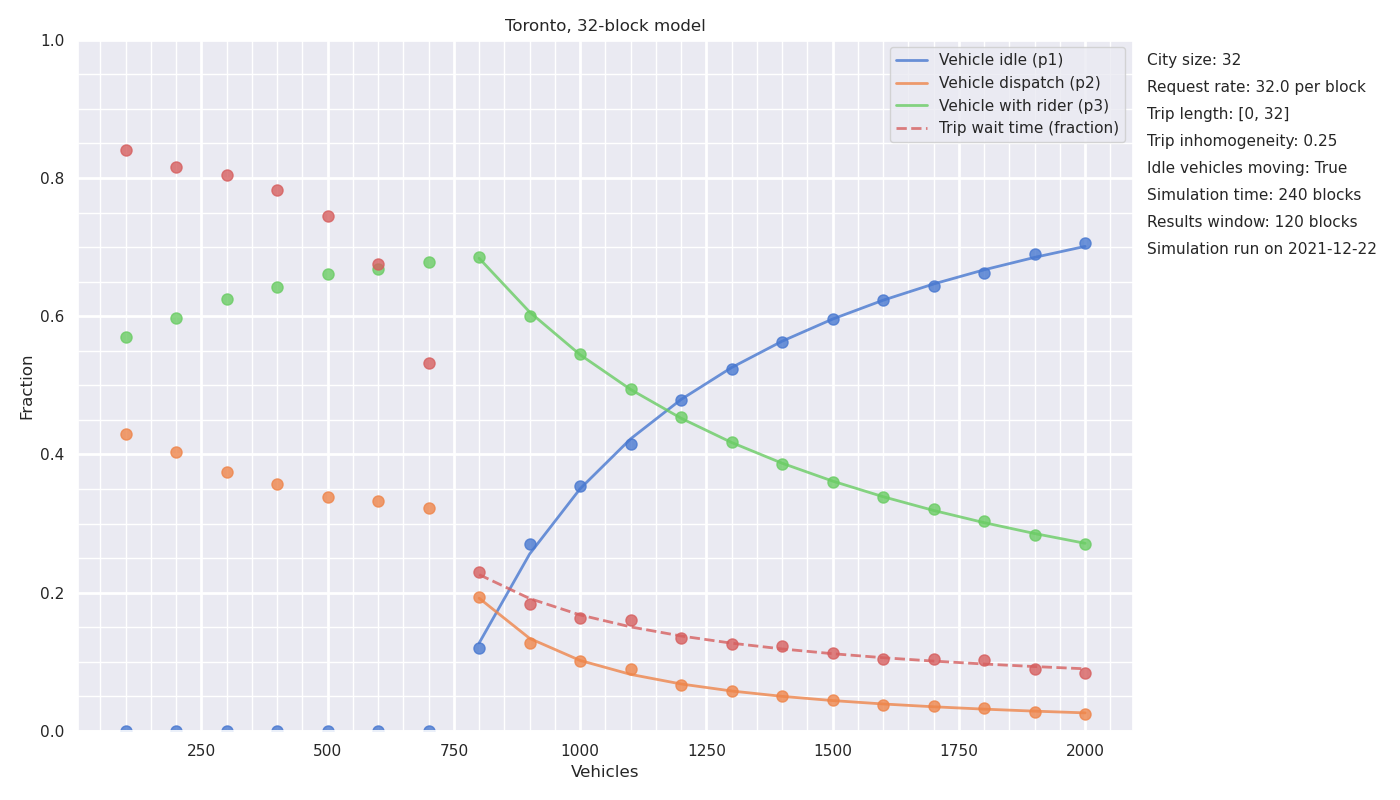 Toronto, 32-block model
1.0
0.8
0.6
0.4
0.2
0.0
Fraction
250
500
750
1000
1250
1500
1750
2000
Vehicles
Vehicle idle (p1)
Vehicle dispatch (p2)
Vehicle with rider (p3)
Trip wait time (fraction)
City size: 32
Request rate: 32.0 per block
Trip length: [0, 32]
Trip inhomogeneity: 0.25
Idle vehicles moving: True
Simulation time: 240 blocks
Results window: 120 blocks
Simulation run on 2021-12-22